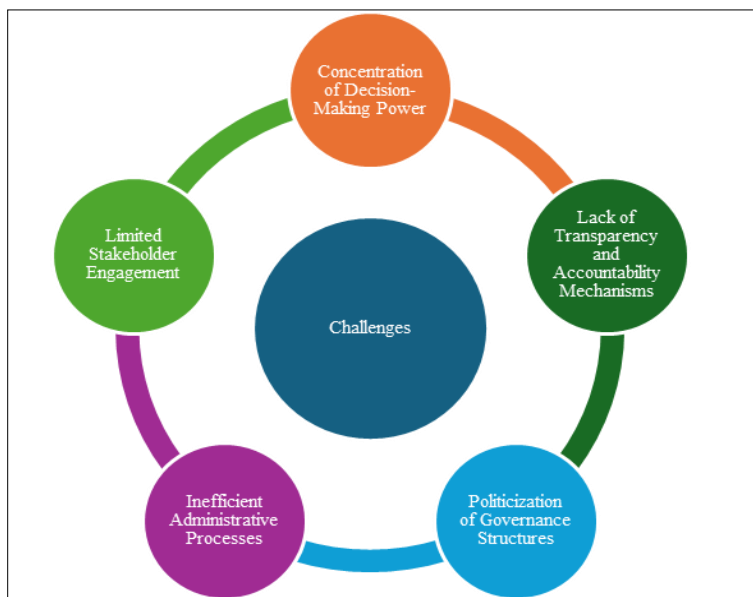 Concentration
of Decision-
Making Power
Lack of
Transparency
and
Accountability
Mechanisms
Politicization
of Governance
Structures
Inefficient
Administrative
Processes
Limited
Stakeholder
Engagement
Challenges